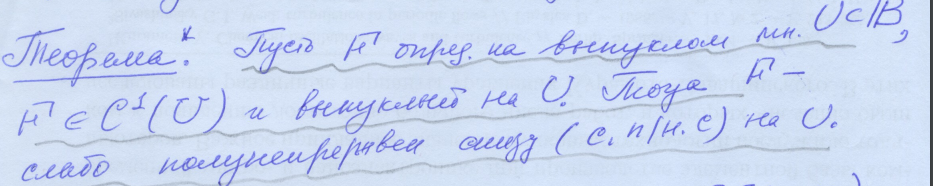 Теорема*. Пусть F опред. на выпуклом мн. U⊂B,
F ∈ C¹(U) и выпуклый на U. Тогда F –
слабо полунепрерывен снизу (с. п/н. с) на U.